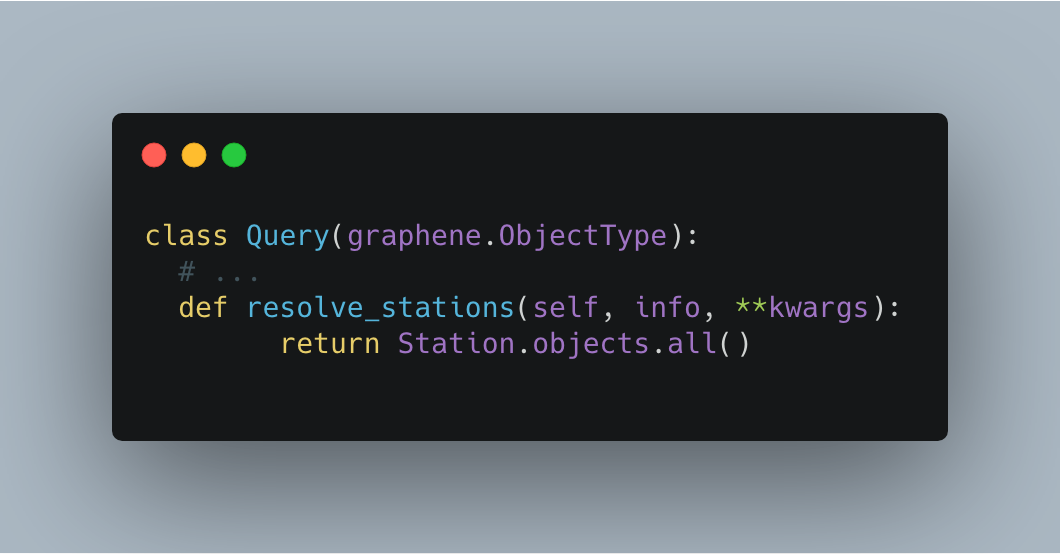 class Query(graphene.ObjectType):
  # ...
  def resolve_stations(self, info, **kwargs):
        return Station.objects.all()